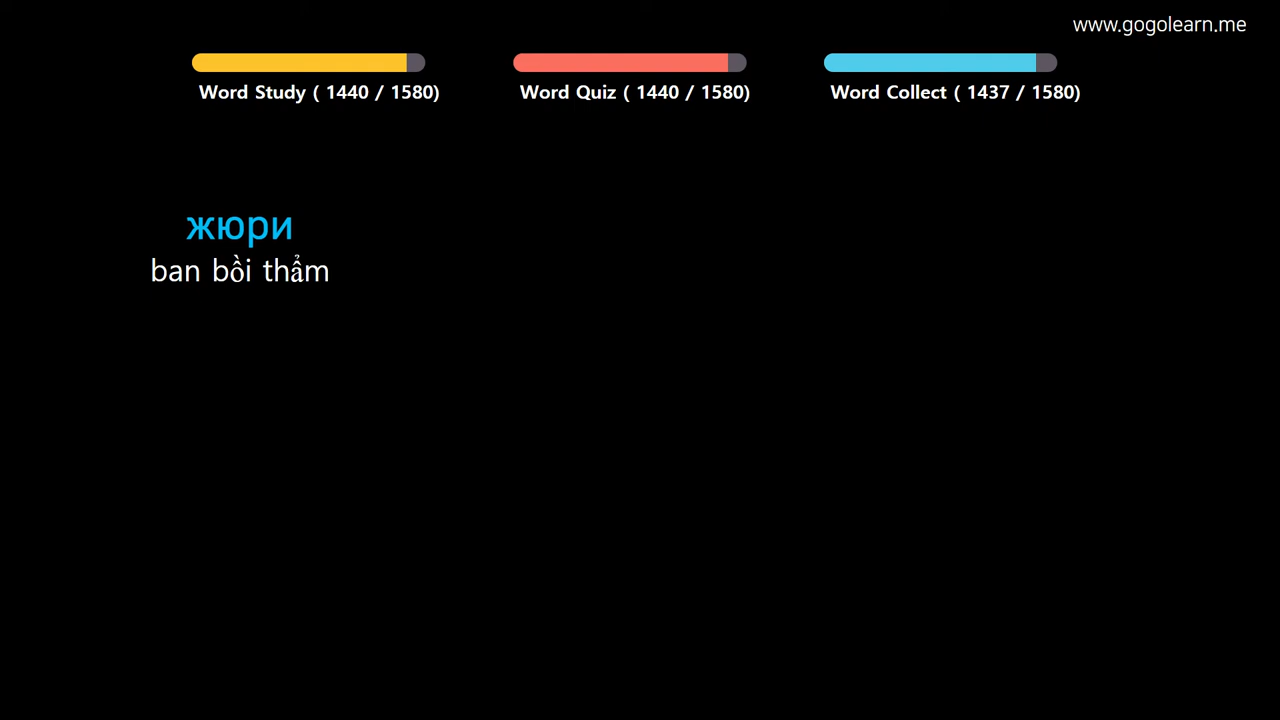 www.gogolearn.me
Word Study ( 1440 / 1580)
Word Quiz ( 1440 / 1580)
Word Collect ( 1437 / 1580)
жюри
ban bồi thẩm